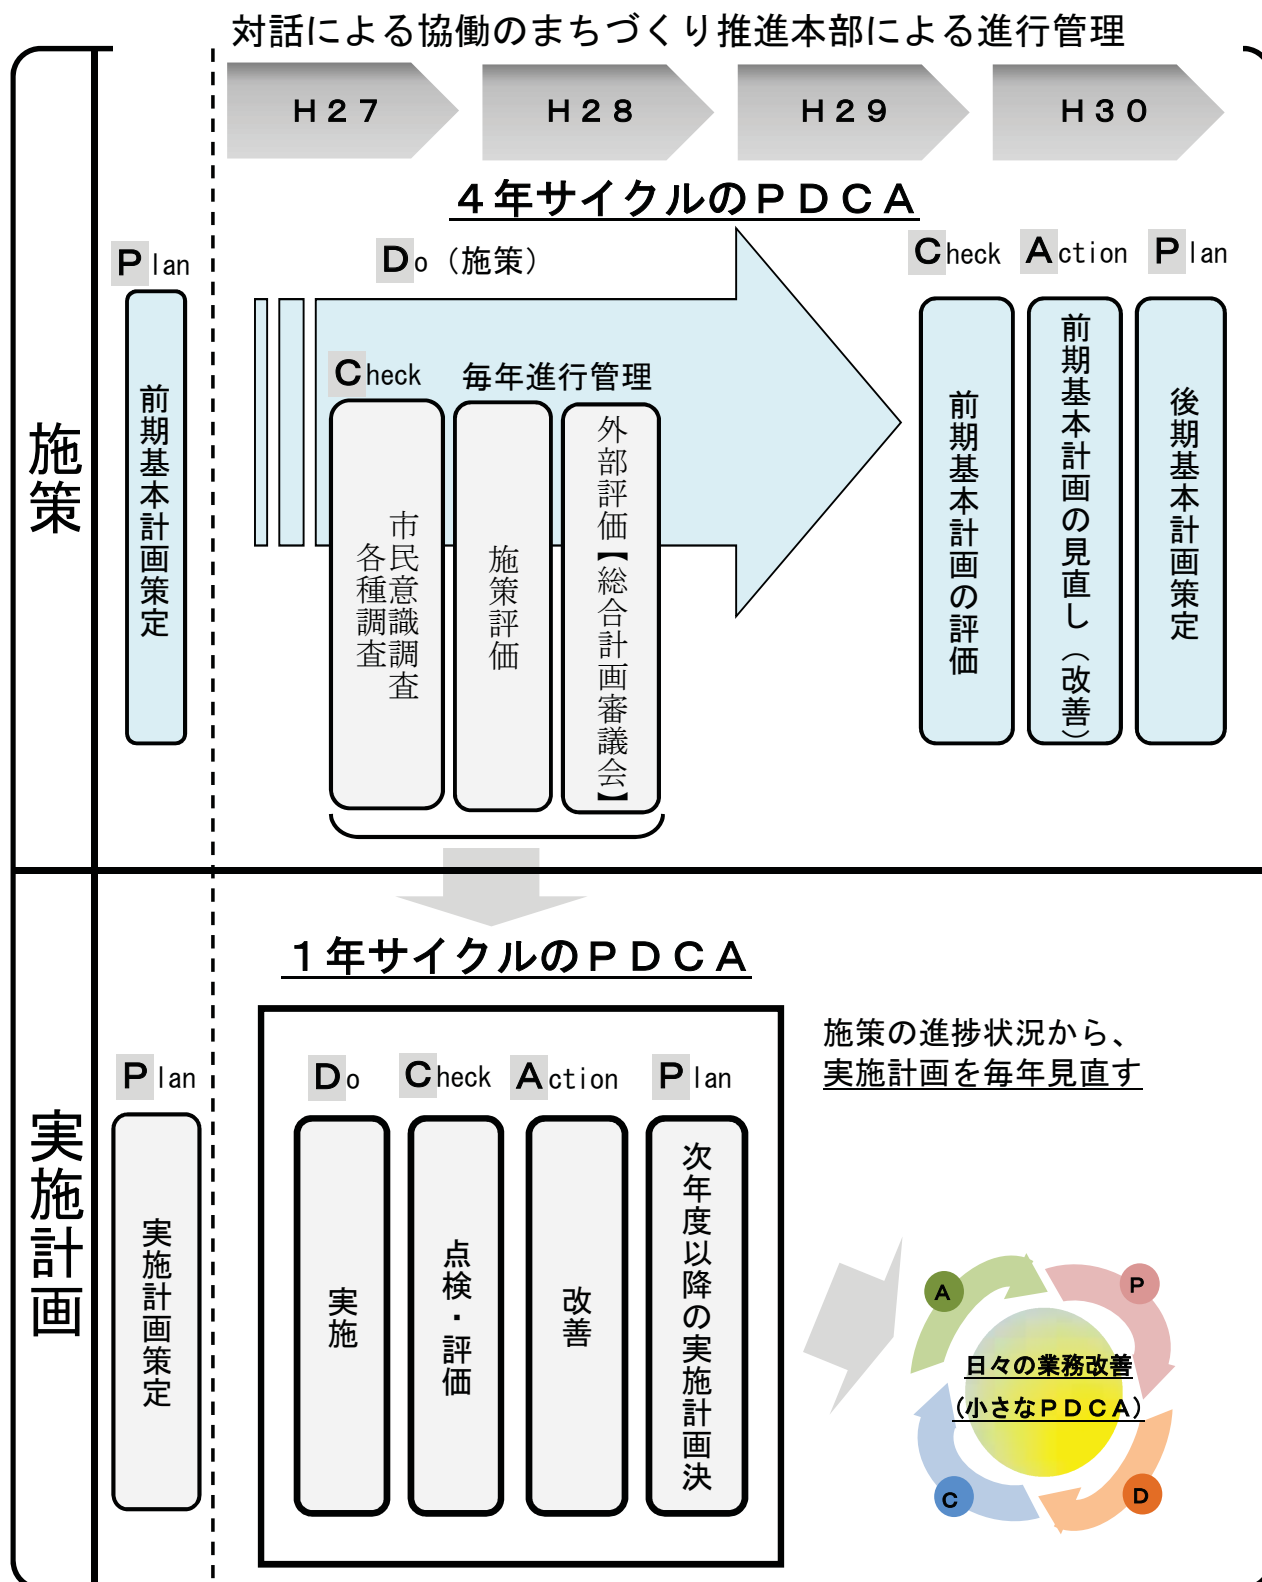 対話による協働のまちづくり推進本部による進行管理
H27
H28
H29
H30
4年サイクルのPDCA
施策
Plan
前期基本計画策定
Do（施策）
Check
毎年進行管理
市民意識調査
各種調査
施策評価
外部評価【総合計画審議会】
Check
前期基本計画の評価
Action
前期基本計画の見直し（改善）
Plan
後期基本計画策定
1年サイクルのPDCA
実施計画
Plan
実施計画策定
Do
実施
Check
点検・評価
Action
改善
Plan
次年度以降の実施計画決
施策の進捗状況から、
実施計画を毎年見直す
A
P
日々の業務改善
(小さなPDCA)
C
D